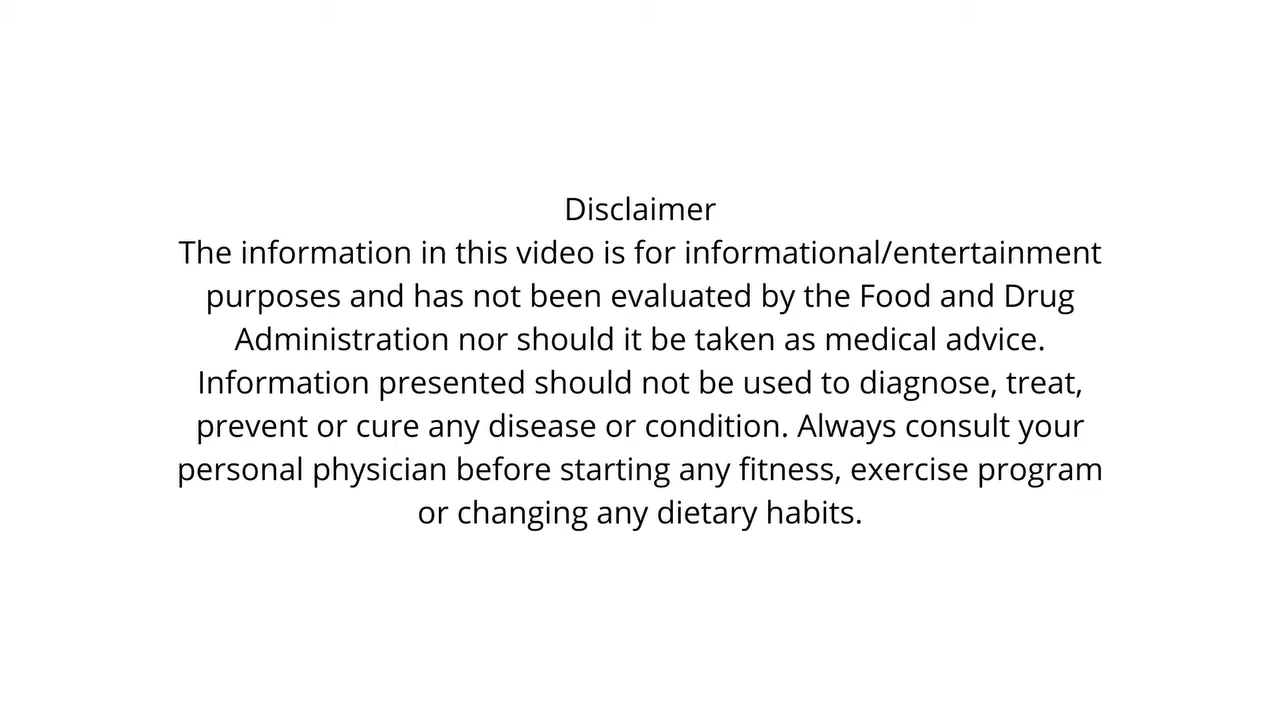 Disclaimer
The information in this video is for informational/entertainment
purposes and has not been evaluated by the Food and Drug
Administration nor should it be taken as medical advice.
Information presented should not be used to diagnose, treat,
prevent or cure any disease or condition. Always consult your
personal physician before starting any fitness, exercise program
or changing any dietary habits.